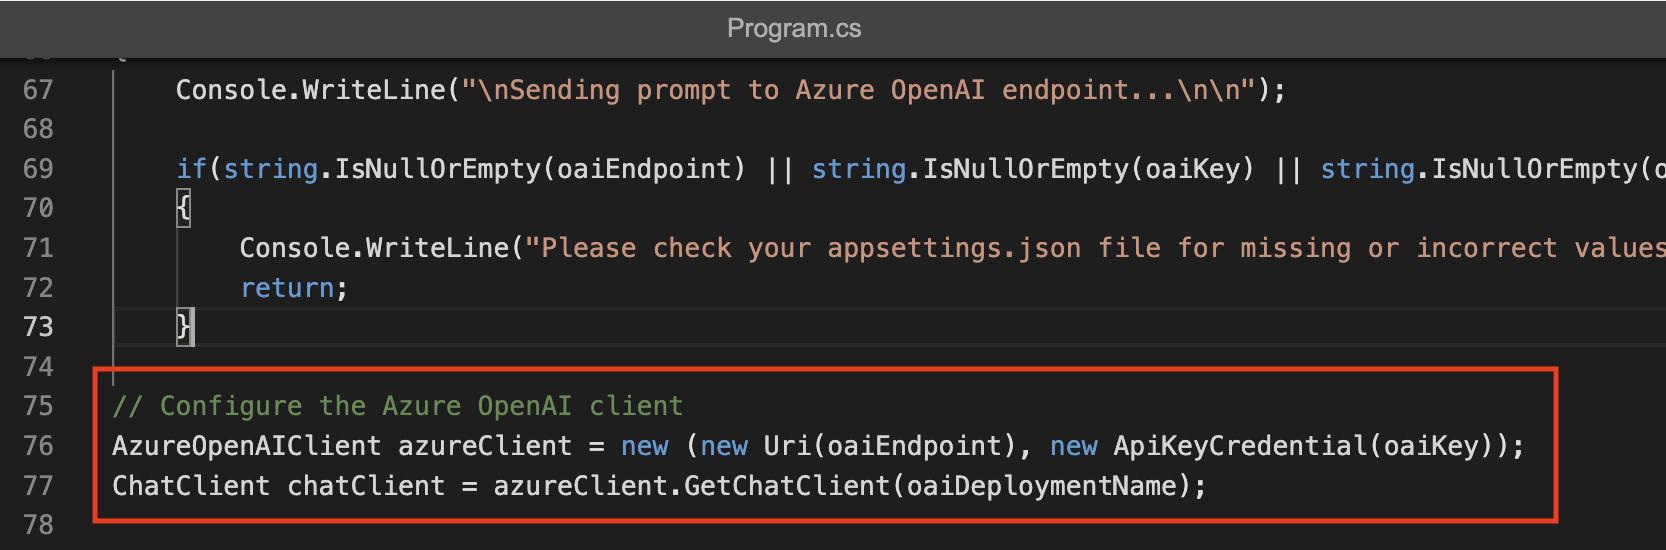 Program.cs
67 Console.WriteLine("\nSending prompt to Azure OpenAI endpoint...\n\n");
68
69 if(string.IsNullOrEmpty(oaiEndpoint) || string.IsNullOrEmpty(oaiKey) || string.IsNullOrEmpty(o
70 {
71 Console.WriteLine("Please check your appsettings.json file for missing or incorrect values
72 return;
73 }
74
75 // Configure the Azure OpenAI client
76 AzureOpenAIClient azureClient = new (new Uri(oaiEndpoint), new ApiKeyCredential(oaiKey));
77 ChatClient chatClient = azureClient.GetChatClient(oaiDeploymentName);
78